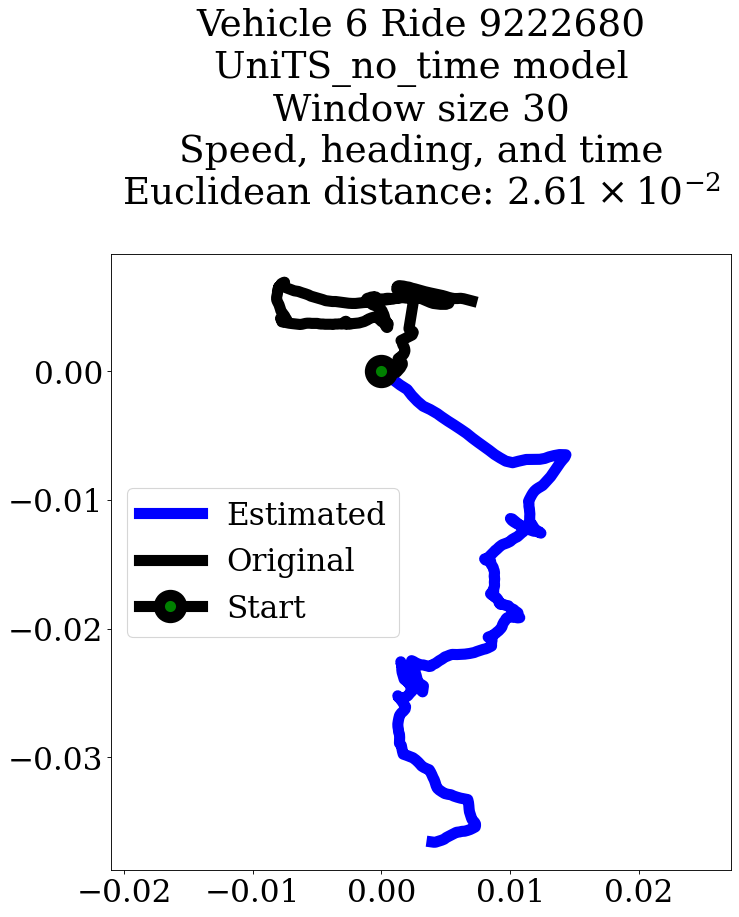 Vehicle 6 Ride 9222680
UniTS_no_time model
Window size 30
Speed, heading, and time
Euclidean distance: 2.61 × 10⁻²
0.00
−0.01
Estimated
Original
Start
−0.02
−0.03
−0.02 −0.01 0.00 0.01 0.02